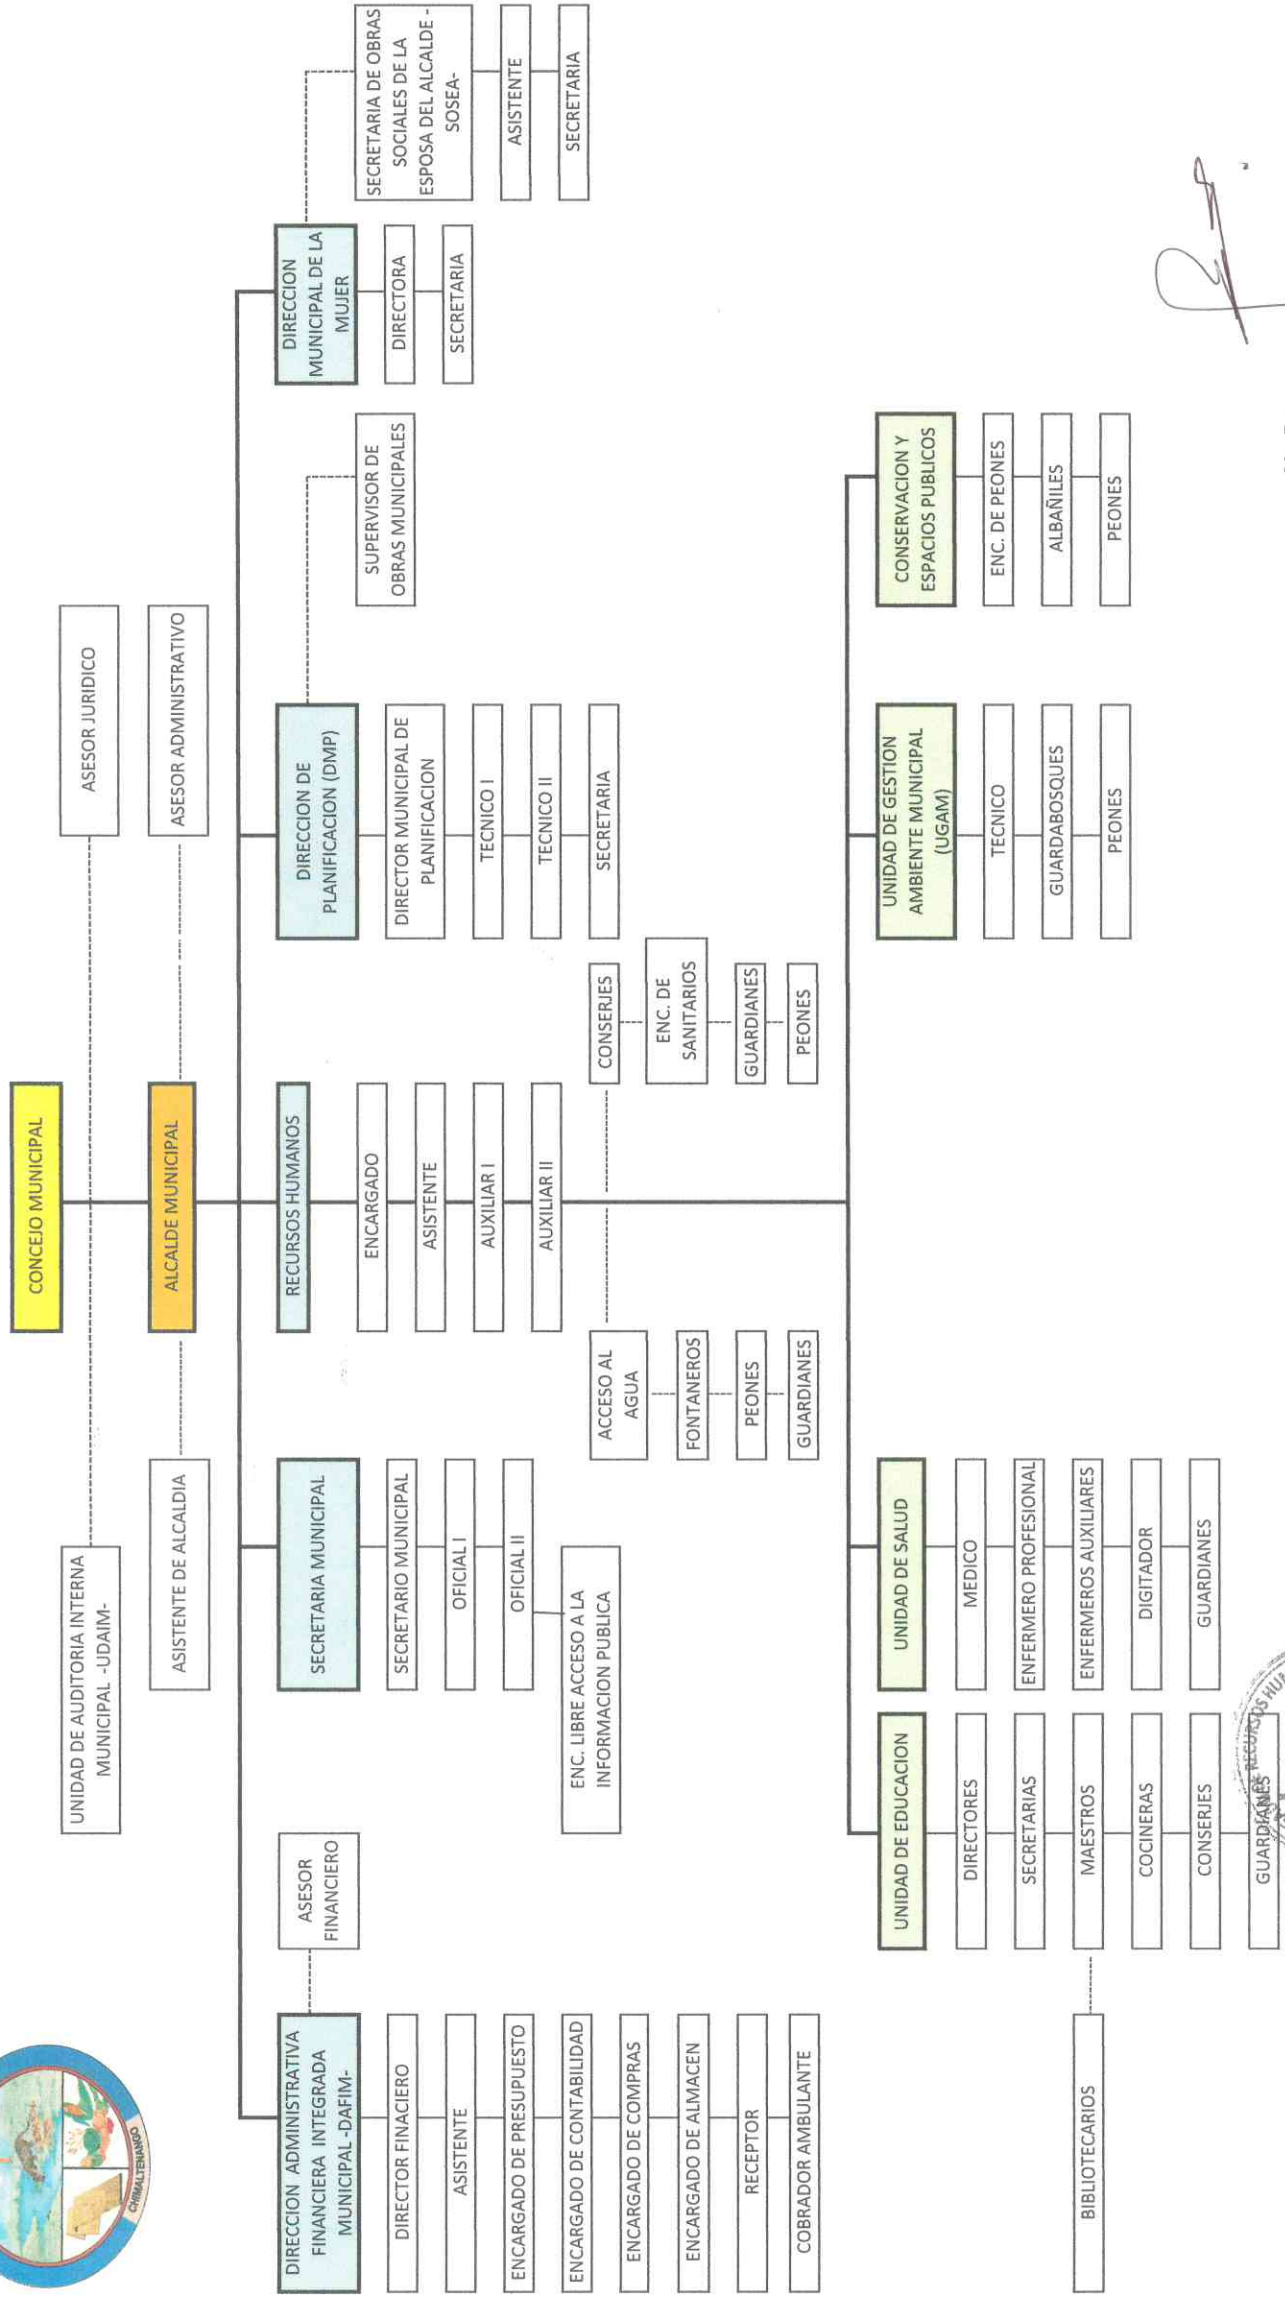 CONCEJO MUNICIPAL
UNIDAD DE AUDITORIA INTERNA
MUNICIPAL -UDAIM-
ASESOR JURIDICO
ALCALDE MUNICIPAL
ASISTENTE DE ALCALDIA
ASESOR ADMINISTRATIVO
DIRECCION ADMINISTRATIVA
FINANCIERA INTEGRADA
MUNICIPAL -DAFIM-
ASESOR
FINANCIERO
DIRECTOR FINACIERO
ASISTENTE
ENCARGADO DE PRESUPUESTO
ENCARGADO DE CONTABILIDAD
ENCARGADO DE COMPRAS
ENCARGADO DE ALMACEN
RECEPTOR
COBRADOR AMBULANTE
SECRETARIA MUNICIPAL
SECRETARIO MUNICIPAL
OFICIAL I
OFICIAL II
ENC. LIBRE ACCESO A LA
INFORMACION PUBLICA
RECURSOS HUMANOS
ENCARGADO
ASISTENTE
AUXILIAR I
AUXILIAR II
ACCESO AL
AGUA
FONTANEROS
PEONES
GUARDIANES
CONSERJES
ENC. DE
SANITARIOS
GUARDIANES
PEONES
DIRECCION DE
PLANIFICACION (DMP)
DIRECTOR MUNICIPAL DE
PLANIFICACION
TECNICO I
TECNICO II
SECRETARIA
SUPERVISOR DE
OBRAS MUNICIPALES
DIRECCION
MUNICIPAL DE LA
MUJER
DIRECTORA
SECRETARIA
SECRETARIA DE OBRAS
SOCIALES DE LA
ESPOSA DEL ALCALDE -
SOSEA-
ASISTENTE
SECRETARIA
UNIDAD DE EDUCACION
DIRECTORES
SECRETARIAS
MAESTROS
COCINERAS
CONSERJES
GUARDIANES
BIBLIOTECARIOS
UNIDAD DE SALUD
MEDICO
ENFERMERO PROFESIONAL
ENFERMEROS AUXILIARES
DIGITADOR
GUARDIANES
UNIDAD DE GESTION
AMBIENTE MUNICIPAL
(UGAM)
TECNICO
GUARDABOSQUES
PEONES
CONSERVACION Y
ESPACIOS PUBLICOS
ENC. DE PEONES
ALBAÑILES
PEONES
CHIMALTENANGO
DE RECURSOS